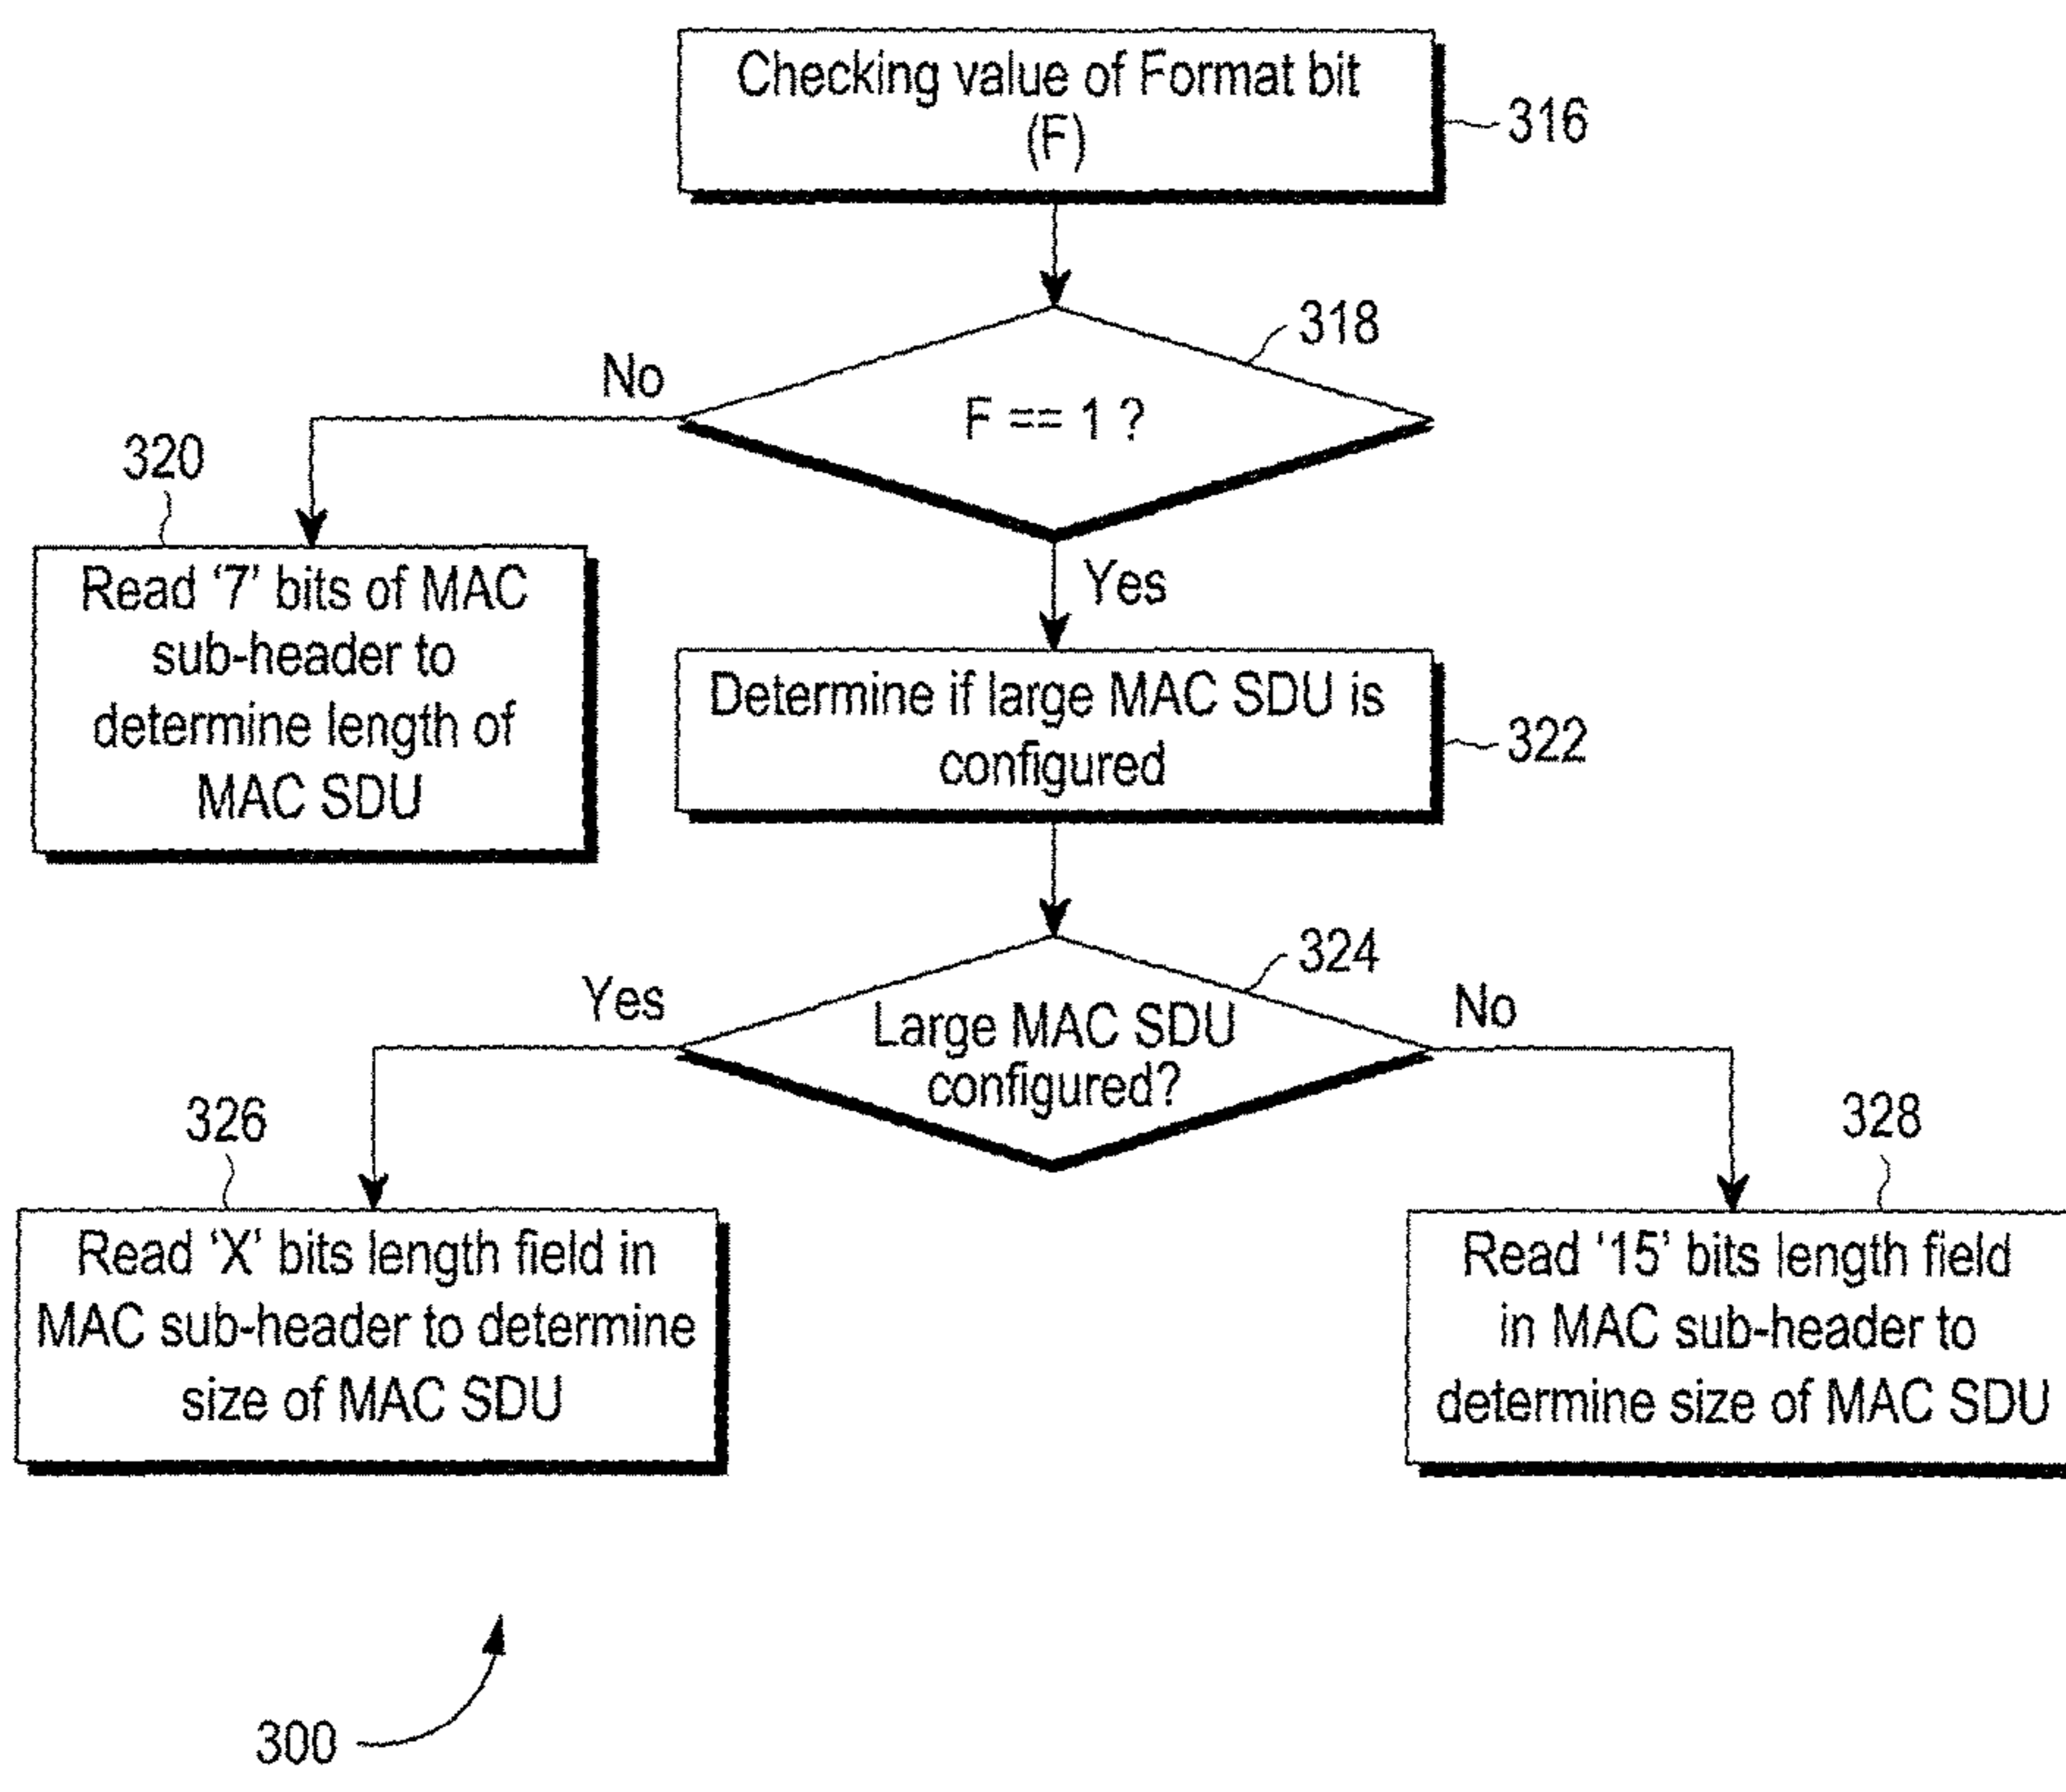 Checking value of Format bit
(F)
316
318
No
F == 1 ?
320
Yes
Read ‘7’ bits of MAC
sub-header to
determine length of
MAC SDU
Determine if large MAC SDU is
configured
322
324
Yes
Large MAC SDU
configured?
No
326
328
Read ‘X’ bits length field in
MAC sub-header to determine
size of MAC SDU
Read ‘15’ bits length field
in MAC sub-header to
determine size of MAC SDU
300